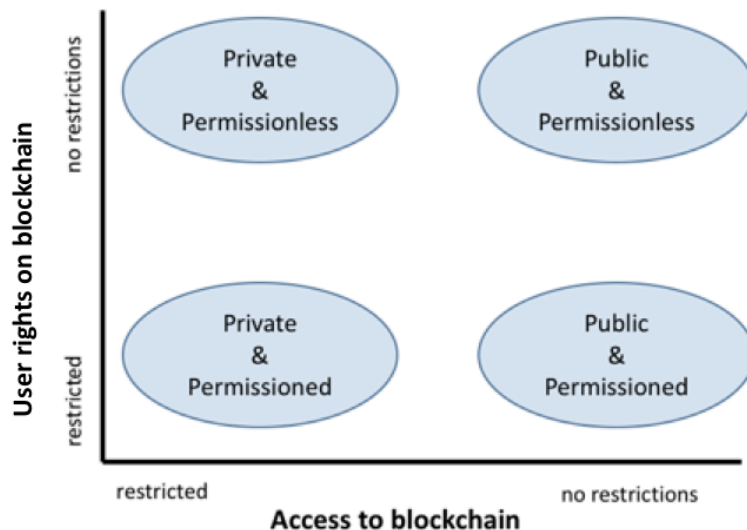 User rights on blockchain
no restrictions
restricted
Private
&
Permissionless
Public
&
Permissionless
Private
&
Permissioned
Public
&
Permissioned
restricted
no restrictions
Access to blockchain